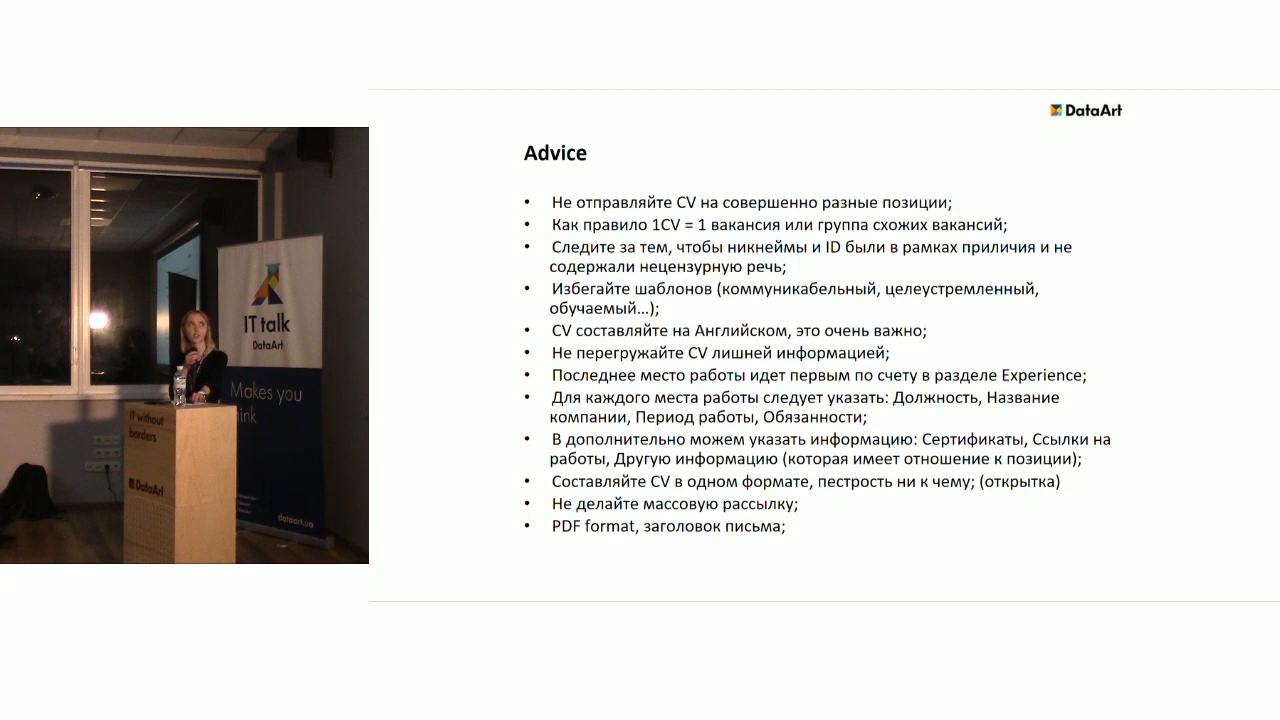 DataArt
Advice
• Не отправляйте CV на совершенно разные позиции;
• Как правило 1CV = 1 вакансия или группа схожих вакансий;
• Следите за тем, чтобы никнеймы и ID были в рамках приличия и не
содержали нецензурную речь;
• Избегайте шаблонов (коммуникабельный, целеустремленный,
обучаемый…);
• CV составляйте на Английском, это очень важно;
• Не перегружайте CV лишней информацией;
• Последнее место работы идет первым по счету в разделе Experience;
• Для каждого места работы следует указать: Должность, Название
компании, Период работы, Обязанности;
• В дополнительно можем указать информацию: Сертификаты, Ссылки на
работы, Другую информацию (которая имеет отношение к позиции);
• Составляйте CV в одном формате, пестрость ни к чему; (открытка)
• Не делайте массовую рассылку;
• PDF format, заголовок письма;
IT talk
DataArt
Makes you
IT without
borders
DataArt
dataart.ua